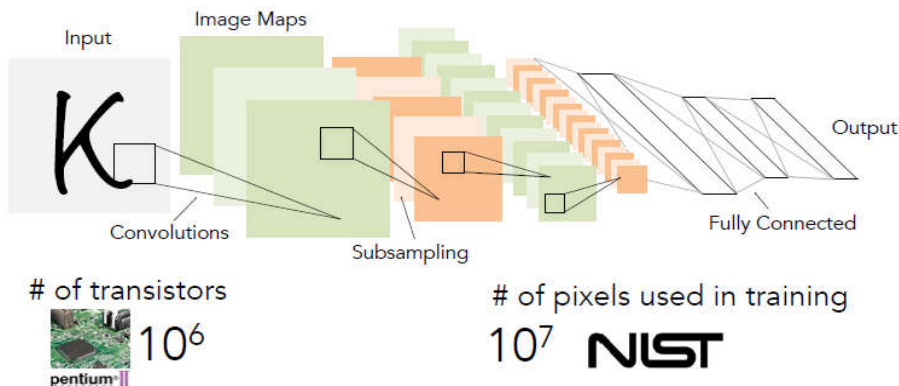 Image Maps
Input
K
Output
Convolutions
Subsampling
Fully Connected
# of transistors
# of pixels used in training
10⁶
10⁷ NIST
pentium® II